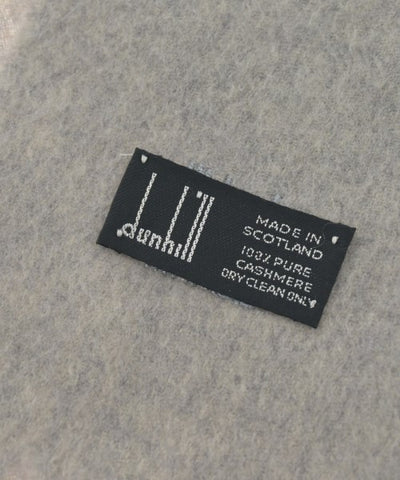 dunhill
MADE IN
SCOTLAND
100% PURE
CASHMERE
DRY CLEAN ONLY